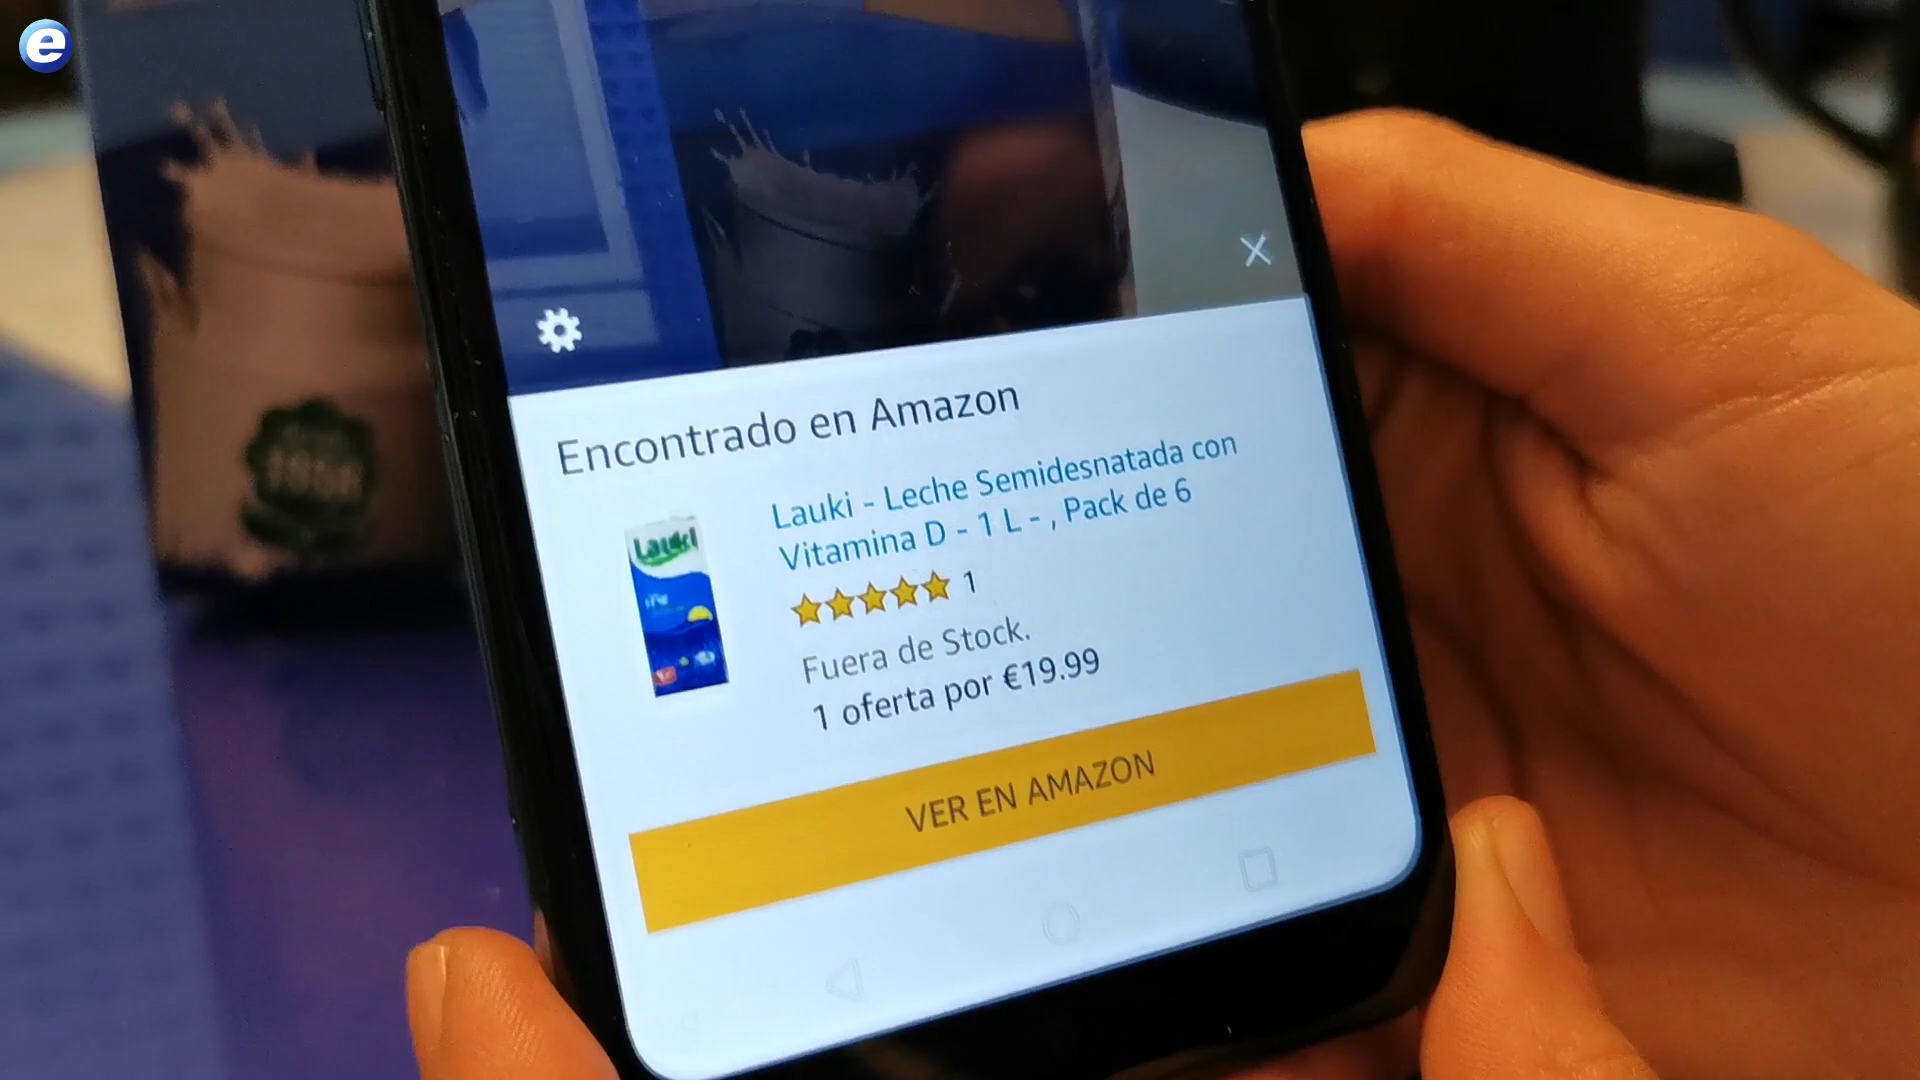 e
Encontrado en Amazon
Lauki
Lauki - Leche Semidesnatada con
Vitamina D - 1 L - , Pack de 6
1
Fuera de Stock.
1 oferta por €19.99
VER EN AMAZON